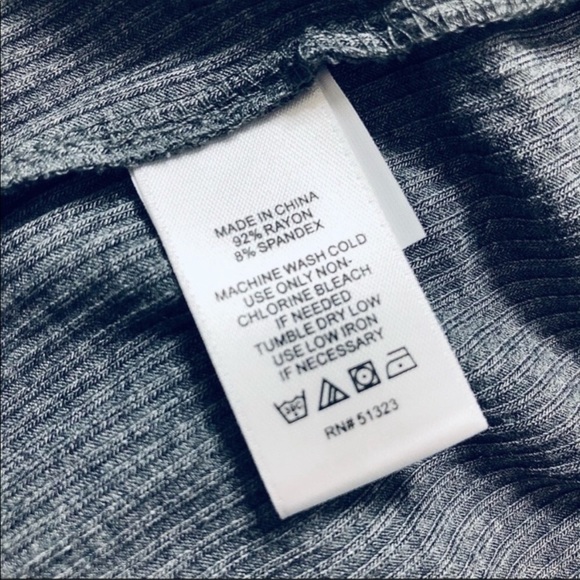 MADE IN CHINA
92% RAYON
8% SPANDEX
MACHINE WASH COLD
USE ONLY NON-
CHLORINE BLEACH
IF NEEDED
TUMBLE DRY LOW
USE LOW IRON
IF NECESSARY
30C
RN# 51323